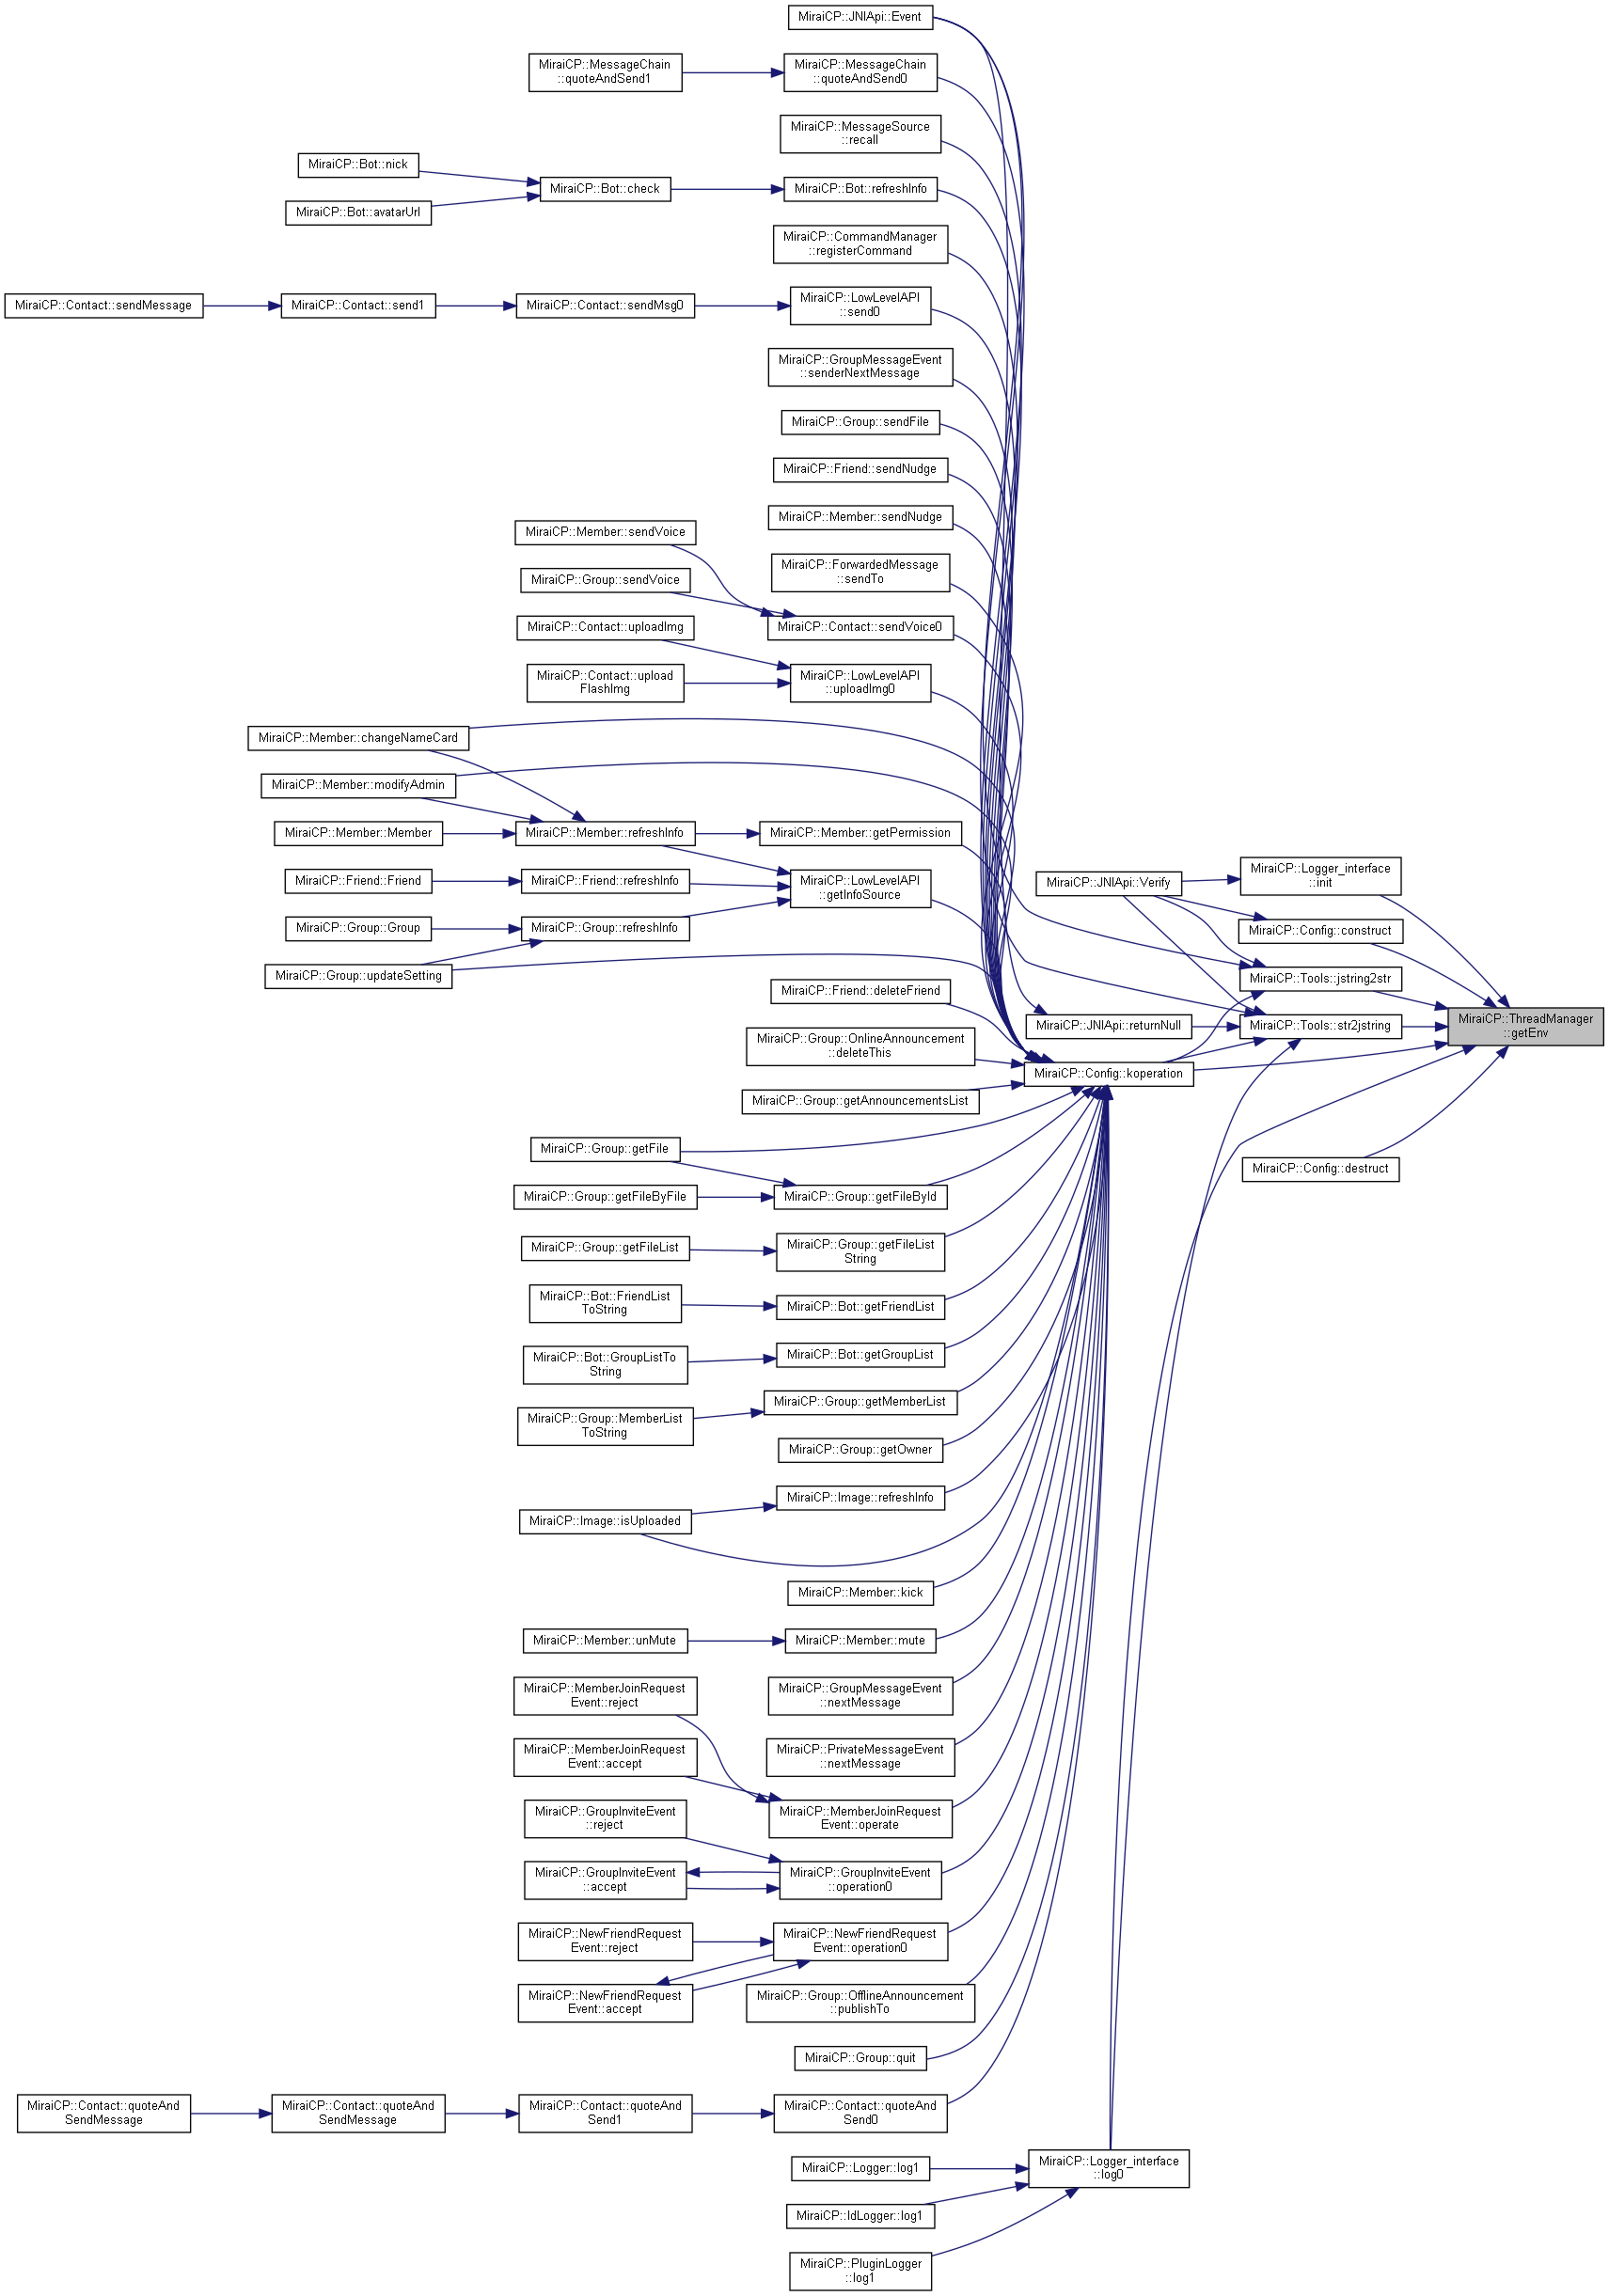 MiraiCP::JNIApi::Event
MiraiCP::MessageChain
::quoteAndSend1
MiraiCP::MessageChain
::quoteAndSend0
MiraiCP::MessageSource
::recall
MiraiCP::Bot::nick
MiraiCP::Bot::check
MiraiCP::Bot::refreshInfo
MiraiCP::Bot::avatarUrl
MiraiCP::CommandManager
::registerCommand
MiraiCP::Contact::sendMessage
MiraiCP::Contact::send1
MiraiCP::Contact::sendMsg0
MiraiCP::LowLevelAPI
::send0
MiraiCP::GroupMessageEvent
::senderNextMessage
MiraiCP::Group::sendFile
MiraiCP::Friend::sendNudge
MiraiCP::Member::sendNudge
MiraiCP::Member::sendVoice
MiraiCP::ForwardedMessage
::sendTo
MiraiCP::Group::sendVoice
MiraiCP::Contact::sendVoice0
MiraiCP::Contact::uploadImg
MiraiCP::Contact::upload
FlashImg
MiraiCP::LowLevelAPI
::uploadImg0
MiraiCP::Member::changeNameCard
MiraiCP::Member::modifyAdmin
MiraiCP::Member::Member
MiraiCP::Member::refreshInfo
MiraiCP::Member::getPermission
MiraiCP::Friend::Friend
MiraiCP::Friend::refreshInfo
MiraiCP::LowLevelAPI
::getInfoSource
MiraiCP::JNIApi::Verify
MiraiCP::Logger_interface
::init
MiraiCP::Group::Group
MiraiCP::Group::refreshInfo
MiraiCP::Config::construct
MiraiCP::Group::updateSetting
MiraiCP::Tools::jstring2str
MiraiCP::Friend::deleteFriend
MiraiCP::JNIApi::returnNull
MiraiCP::Tools::str2jstring
MiraiCP::ThreadManager
::getEnv
MiraiCP::Group::OnlineAnnouncement
::deleteThis
MiraiCP::Config::koperation
MiraiCP::Group::getAnnouncementsList
MiraiCP::Group::getFile
MiraiCP::Config::destruct
MiraiCP::Group::getFileByFile
MiraiCP::Group::getFileById
MiraiCP::Group::getFileList
MiraiCP::Group::getFileList
String
MiraiCP::Bot::FriendList
ToString
MiraiCP::Bot::getFriendList
MiraiCP::Bot::GroupListTo
String
MiraiCP::Bot::getGroupList
MiraiCP::Group::MemberList
ToString
MiraiCP::Group::getMemberList
MiraiCP::Group::getOwner
MiraiCP::Image::refreshInfo
MiraiCP::Image::isUploaded
MiraiCP::Member::kick
MiraiCP::Member::unMute
MiraiCP::Member::mute
MiraiCP::MemberJoinRequest
Event::reject
MiraiCP::GroupMessageEvent
::nextMessage
MiraiCP::MemberJoinRequest
Event::accept
MiraiCP::PrivateMessageEvent
::nextMessage
MiraiCP::GroupInviteEvent
::reject
MiraiCP::MemberJoinRequest
Event::operate
MiraiCP::GroupInviteEvent
::accept
MiraiCP::GroupInviteEvent
::operation0
MiraiCP::NewFriendRequest
Event::reject
MiraiCP::NewFriendRequest
Event::operation0
MiraiCP::NewFriendRequest
Event::accept
MiraiCP::Group::OfflineAnnouncement
::publishTo
MiraiCP::Group::quit
MiraiCP::Contact::quoteAnd
SendMessage
MiraiCP::Contact::quoteAnd
SendMessage
MiraiCP::Contact::quoteAnd
Send1
MiraiCP::Contact::quoteAnd
Send0
MiraiCP::Logger::log1
MiraiCP::Logger_interface
::log0
MiraiCP::IdLogger::log1
MiraiCP::PluginLogger
::log1